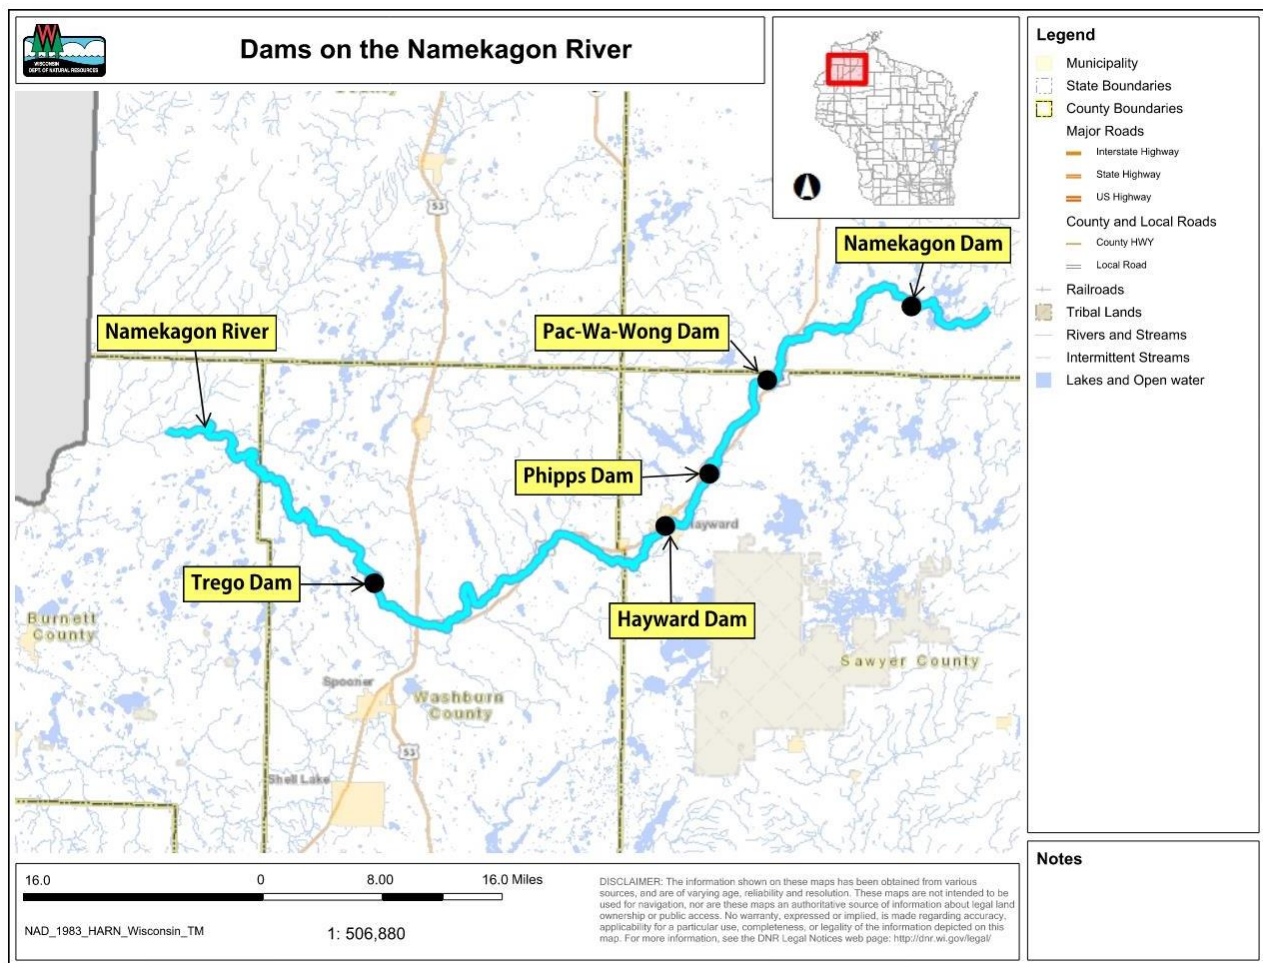 WISCONSIN
DEPT. OF NATURAL RESOURCES
Dams on the Namekagon River
53
Namekagon Dam
Namekagon River
Pac-Wa-Wong Dam
Phipps Dam
Hayward
Trego Dam
Hayward Dam
Burnett
County
Sawyer County
Spooner
Washburn
County
53
Shell Lake
Legend
Municipality
State Boundaries
County Boundaries
Major Roads
Interstate Highway
State Highway
US Highway
County and Local Roads
County HWY
Local Road
Railroads
Tribal Lands
Rivers and Streams
Intermittent Streams
Lakes and Open water
Notes
16.0 0 8.00 16.0 Miles
NAD_1983_HARN_Wisconsin_TM
1: 506,880
DISCLAIMER: The information shown on these maps has been obtained from various
sources, and are of varying age, reliability and resolution. These maps are not intended to be
used for navigation, nor are these maps an authoritative source of information about legal land
ownership or public access. No warranty, expressed or implied, is made regarding accuracy,
applicability for a particular use, completeness, or legality of the information depicted on this
map. For more information, see the DNR Legal Notices web page: http://dnr.wi.gov/legal/